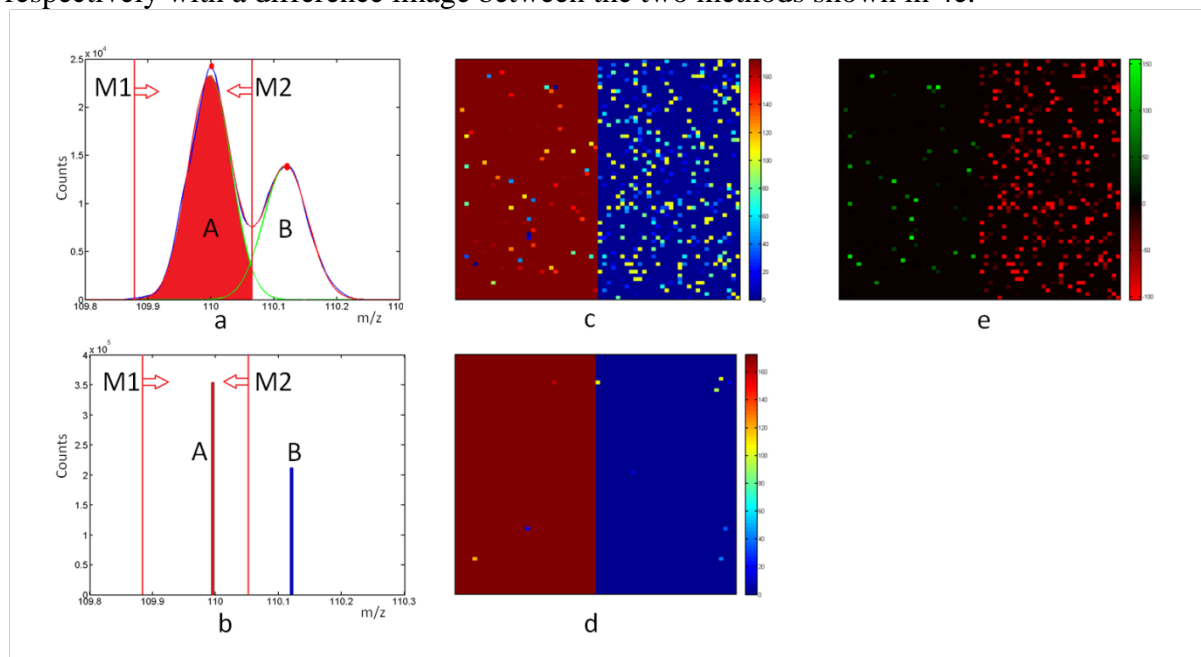 respectively with a difference image between the two methods shown in 4e.
x 10^4
2.5
2
1.5
1
0.5
0
Counts
M1
M2
A
B
109.8 109.9 110 110.1 110.2 110
m/z
a
160
140
120
100
80
60
40
20
0
c
150
100
50
0
-50
-100
e
x 10^5
4
3.5
3
2.5
2
1.5
1
0.5
0
Counts
M1
M2
A
B
109.8 109.9 110 110.1 110.2 110.3
m/z
b
160
140
120
100
80
60
40
20
0
d